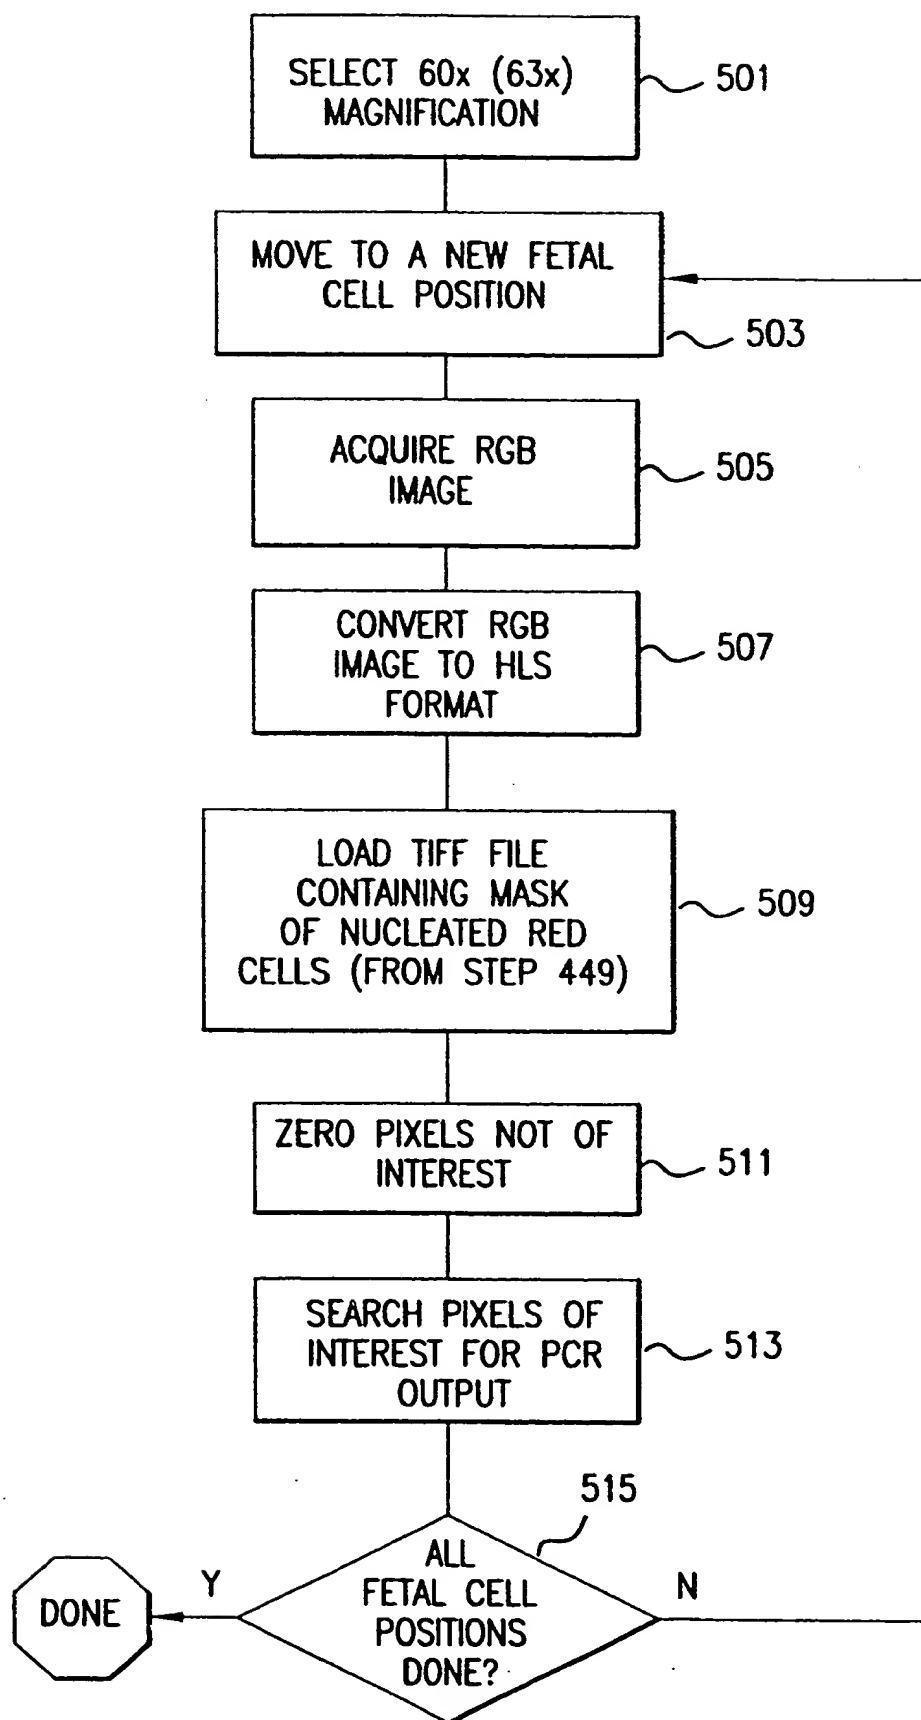 SELECT 60x (63x)
MAGNIFICATION
501
MOVE TO A NEW FETAL
CELL POSITION
503
ACQUIRE RGB
IMAGE
505
CONVERT RGB
IMAGE TO HLS
FORMAT
507
LOAD TIFF FILE
CONTAINING MASK
OF NUCLEATED RED
CELLS (FROM STEP 449)
509
ZERO PIXELS NOT OF
INTEREST
511
SEARCH PIXELS OF
INTEREST FOR PCR
OUTPUT
513
515
ALL
FETAL CELL
POSITIONS
DONE?
Y
N
DONE